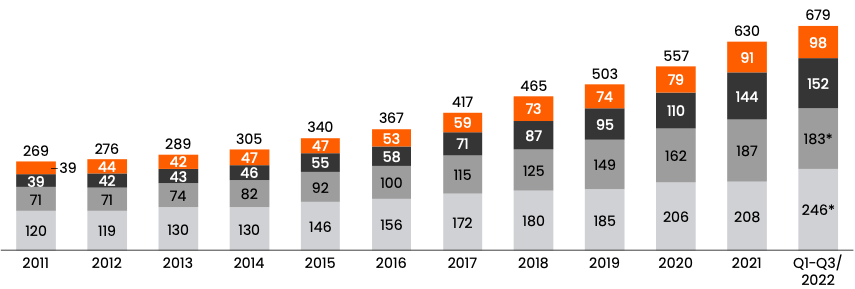 269 276 289 305 340 367 417 465 503 557 630 679
39 44 42 47 47 53 59 73 74 79 91 98
39 42 43 46 55 58 71 87 95 110 144 152
71 71 74 82 92 100 115 125 149 162 187 183*
120 119 130 130 146 156 172 180 185 206 208 246*
2011 2012 2013 2014 2015 2016 2017 2018 2019 2020 2021 Q1-Q3/
2022